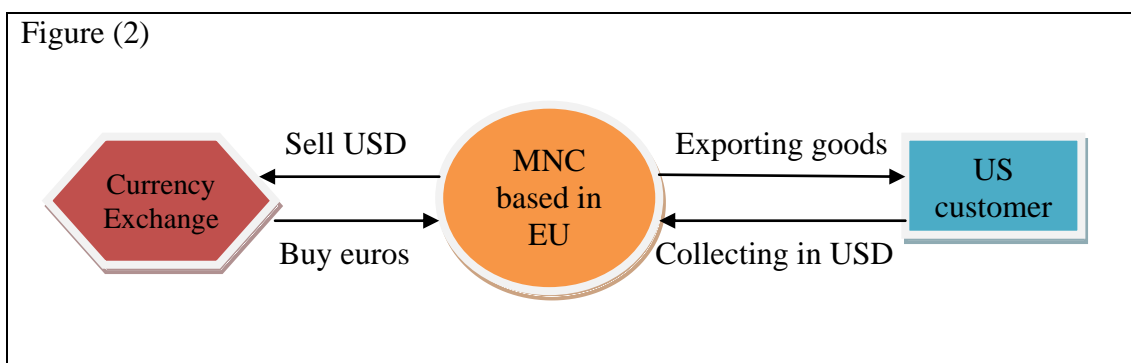 Figure (2)
Sell USD
Exporting goods
Currency
Exchange
MNC
based in
EU
US
customer
Buy euros
Collecting in USD